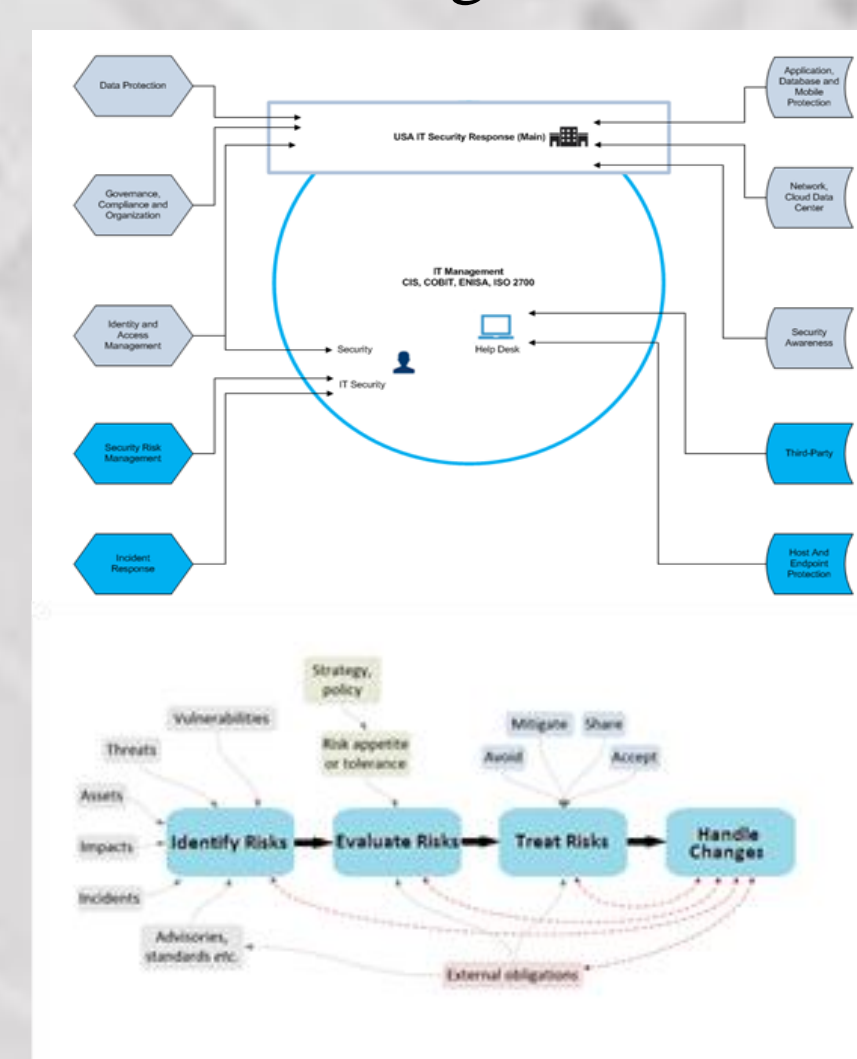 Data Protection
Governance,
Compliance and
Organization
Identity and
Access
Management
Security Risk
Management
Incident
Response
USA IT Security Response (Main)
IT Management
CIS, COBIT, ENISA, ISO 2700
Security
IT Security
Help Desk
Application,
Database and
Mobile
Protection
Network,
Cloud Data
Center
Security
Awareness
Third-Party
Host And
Endpoint
Protection
Strategy,
policy
Vulnerabilities
Threats
Risk appetite
or tolerance
Mitigate
Share
Avoid
Accept
Assets
Impacts
Incidents
Identify Risks
Evaluate Risks
Treat Risks
Handle
Changes
Advisories,
standards etc.
External obligations